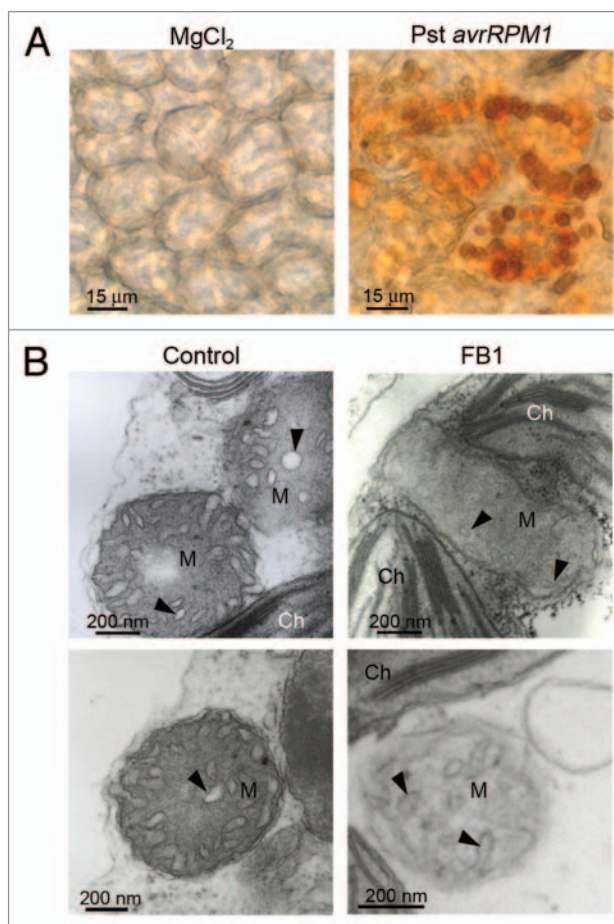 A
MgCl₂
Pst avrRPM1
15 µm
15 µm
B
Control
FB1
M
M
Ch
200 nm
Ch
M
Ch
200 nm
M
200 nm
Ch
M
200 nm